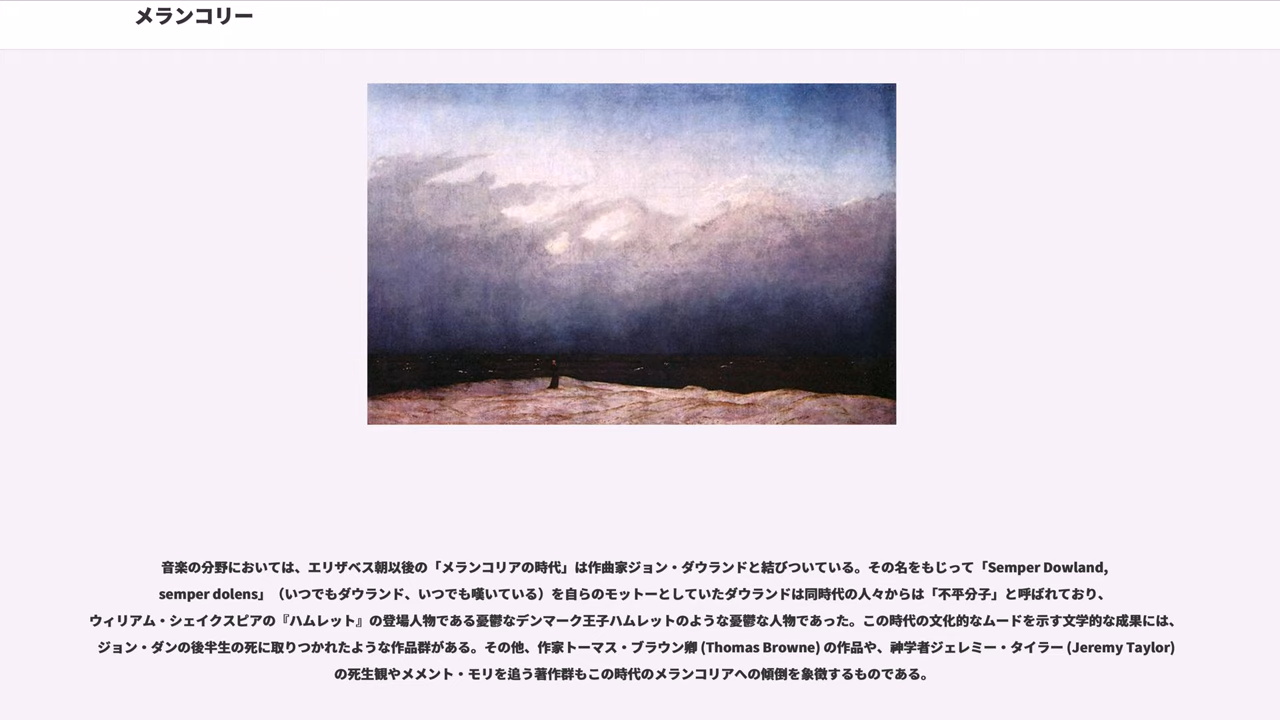 メランコリー
音楽の分野においては、エリザベス朝以後の「メランコリアの時代」は作曲家ジョン・ダウランドと結びついている。その名をもじって「Semper Dowland,
semper dolens」（いつでもダウランド、いつでも嘆いている）を自らのモットーとしていたダウランドは同時代の人々からは「不平分子」と呼ばれており、
ウィリアム・シェイクスピアの『ハムレット』の登場人物である憂鬱なデンマーク王子ハムレットのような憂鬱な人物であった。この時代の文化的なムードを示す文学的な成果には、
ジョン・ダンの後半生の死に取りつかれたような作品群がある。その他、作家トーマス・ブラウン卿 (Thomas Browne) の作品や、神学者ジェレミー・タイラー (Jeremy Taylor)
の死生観やメメント・モリを追う著作群もこの時代のメランコリアへの傾倒を象徴するものである。